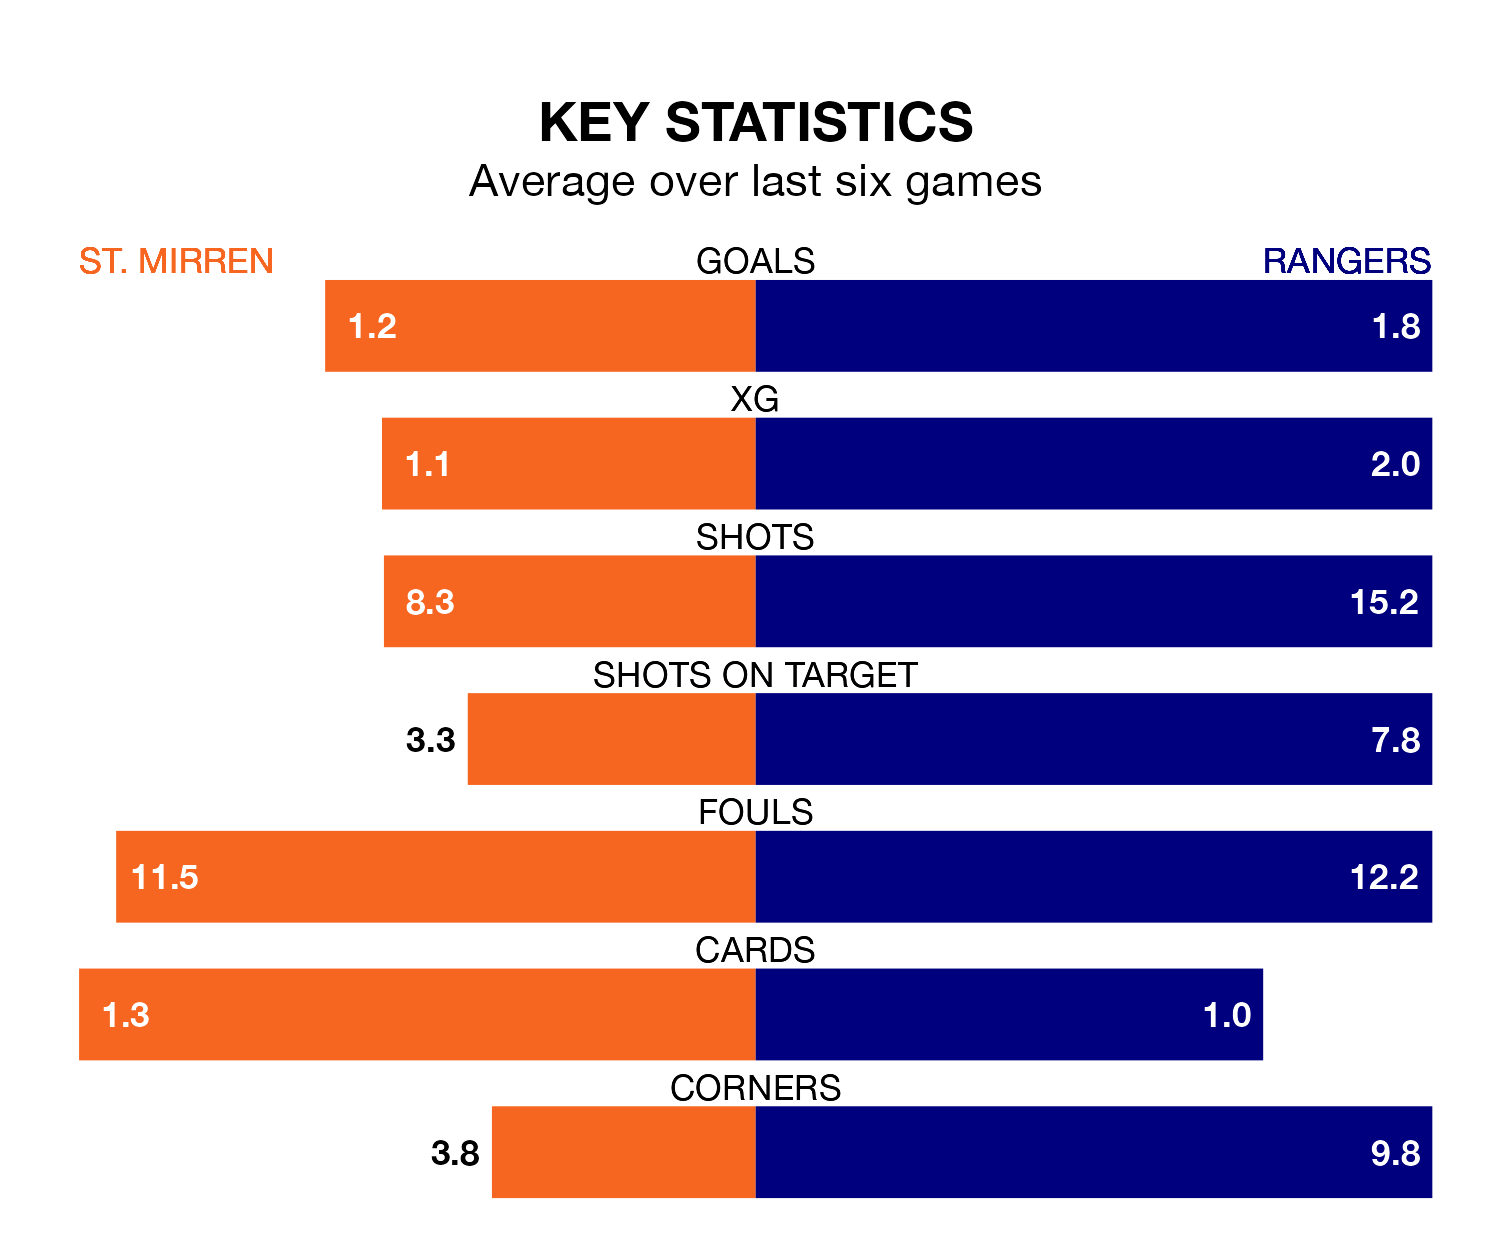 KEY STATISTICS
Average over last six games
ST. MIRREN GOALS RANGERS
1.2 1.8
XG
1.1 2.0
SHOTS
8.3 15.2
SHOTS ON TARGET
3.3 7.8
FOULS
11.5 12.2
CARDS
1.3 1.0
CORNERS
3.8 9.8